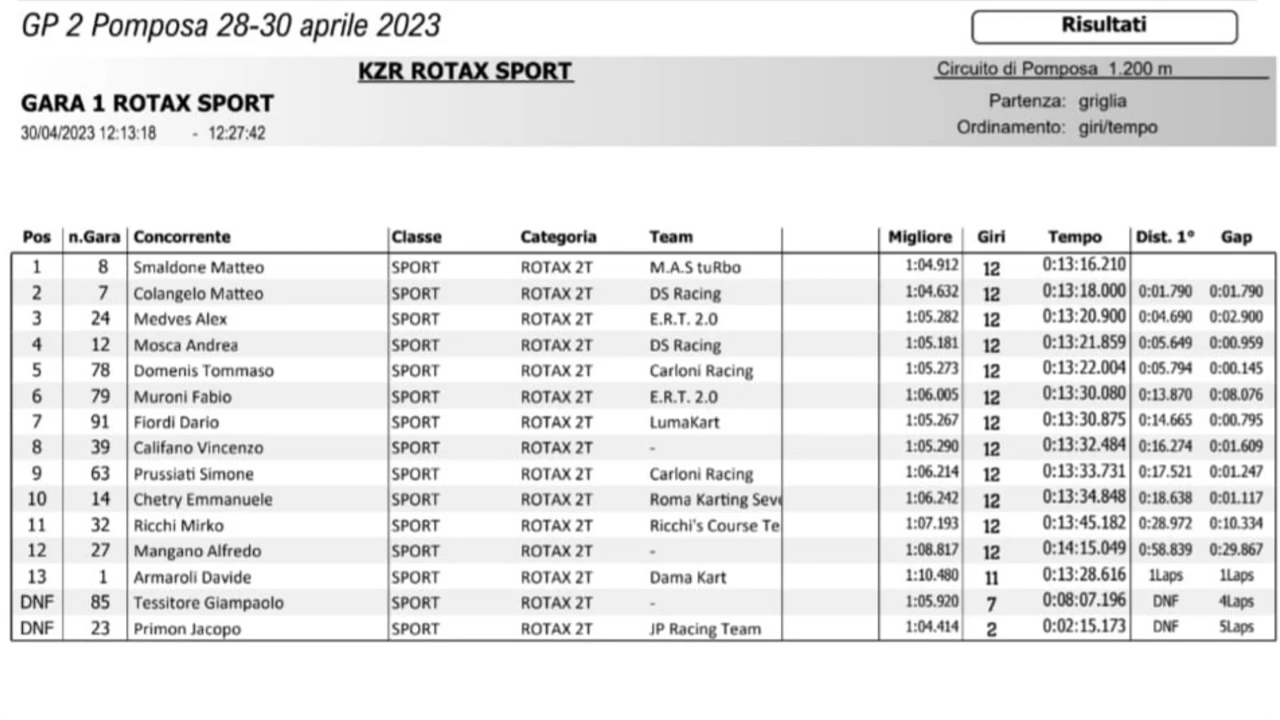 GP 2 Pomposa 28-30 aprile 2023
Risultati
KZR ROTAX SPORT
Circuito di Pomposa 1.200 m
GARA 1 ROTAX SPORT
Partenza: griglia
30/04/2023 12:13:18 - 12:27:42
Ordinamento: giri/tempo
Pos n.Gara Concorrente Classe Categoria Team Migliore Giri Tempo Dist. 1° Gap
1 8 Smaldone Matteo SPORT ROTAX 2T M.A.S tuRbo 1:04.912 12 0:13:16.210
2 7 Colangelo Matteo SPORT ROTAX 2T DS Racing 1:04.632 12 0:13:18.000 0:01.790 0:01.790
3 24 Medves Alex SPORT ROTAX 2T E.R.T. 2.0 1:05.282 12 0:13:20.900 0:04.690 0:02.900
4 12 Mosca Andrea SPORT ROTAX 2T DS Racing 1:05.181 12 0:13:21.859 0:05.649 0:00.959
5 78 Domenis Tommaso SPORT ROTAX 2T Carloni Racing 1:05.273 12 0:13:22.004 0:05.794 0:00.145
6 79 Muroni Fabio SPORT ROTAX 2T E.R.T. 2.0 1:06.005 12 0:13:30.080 0:13.870 0:08.076
7 91 Fiordi Dario SPORT ROTAX 2T LumaKart 1:05.267 12 0:13:30.875 0:14.665 0:00.795
8 39 Califano Vincenzo SPORT ROTAX 2T - 1:05.290 12 0:13:32.484 0:16.274 0:01.609
9 63 Prussiati Simone SPORT ROTAX 2T Carloni Racing 1:06.214 12 0:13:33.731 0:17.521 0:01.247
10 14 Chetry Emmanuele SPORT ROTAX 2T Roma Karting Seve 1:06.242 12 0:13:34.848 0:18.638 0:01.117
11 32 Ricchi Mirko SPORT ROTAX 2T Ricchi's Course Te 1:07.193 12 0:13:45.182 0:28.972 0:10.334
12 27 Mangano Alfredo SPORT ROTAX 2T - 1:08.817 12 0:14:15.049 0:58.839 0:29.867
13 1 Armaroli Davide SPORT ROTAX 2T Dama Kart 1:10.480 11 0:13:28.616 1Laps 1Laps
DNF 85 Tessitore Giampaolo SPORT ROTAX 2T - 1:05.920 7 0:08:07.196 DNF 4Laps
DNF 23 Primon Jacopo SPORT ROTAX 2T JP Racing Team 1:04.414 2 0:02:15.173 DNF 5Laps